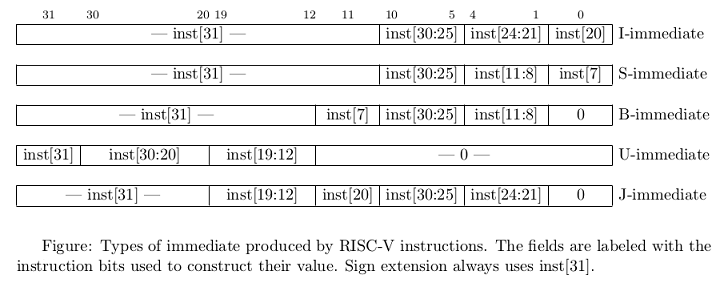 31 30 20 19 12 11 10 5 4 1 0
— inst[31] — inst[30:25] inst[24:21] inst[20] I-immediate
— inst[31] — inst[30:25] inst[11:8] inst[7] S-immediate
— inst[31] — inst[7] inst[30:25] inst[11:8] 0 B-immediate
inst[31] inst[30:20] inst[19:12] — 0 — U-immediate
— inst[31] — inst[19:12] inst[20] inst[30:25] inst[24:21] 0 J-immediate
Figure: Types of immediate produced by RISC-V instructions. The fields are labeled with the
instruction bits used to construct their value. Sign extension always uses inst[31].